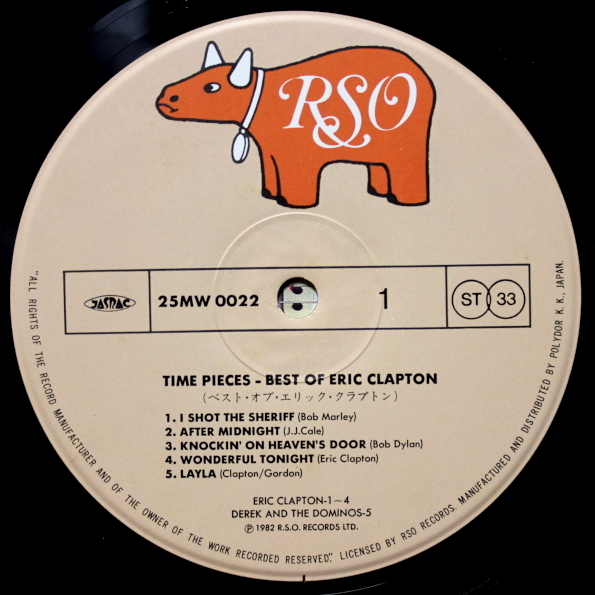 RSO
JASRAC
25MW 0022
1
ST 33
TIME PIECES - BEST OF ERIC CLAPTON
(ベスト・オブ・エリック・クラプトン)
1. I SHOT THE SHERIFF (Bob Marley)
2. AFTER MIDNIGHT (J.J.Cale)
3. KNOCKIN' ON HEAVEN'S DOOR (Bob Dylan)
4. WONDERFUL TONIGHT (Eric Clapton)
5. LAYLA (Clapton/Gordon)
ERIC CLAPTON-1~4
DEREK AND THE DOMINOS-5
℗ 1982 R.S.O. RECORDS LTD.
"ALL RIGHTS OF THE RECORD MANUFACTURER AND OF THE OWNER OF THE WORK RECORDED RESERVED", LICENSED BY RSO RECORDS. MANUFACTURED AND DISTRIBUTED BY POLYDOR K. K., JAPAN.